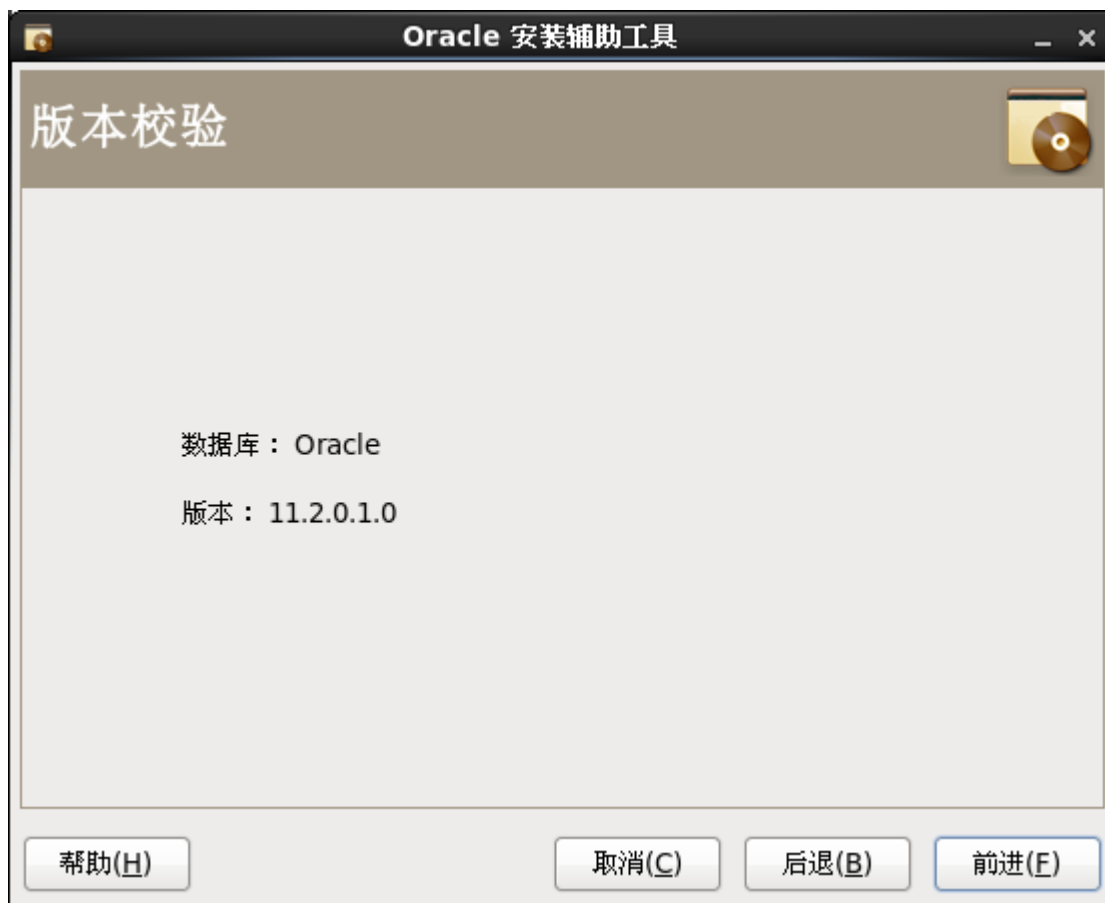 Oracle 安装辅助工具
版本校验
数据库： Oracle
版本： 11.2.0.1.0
帮助(H) 取消(C) 后退(B) 前进(F)